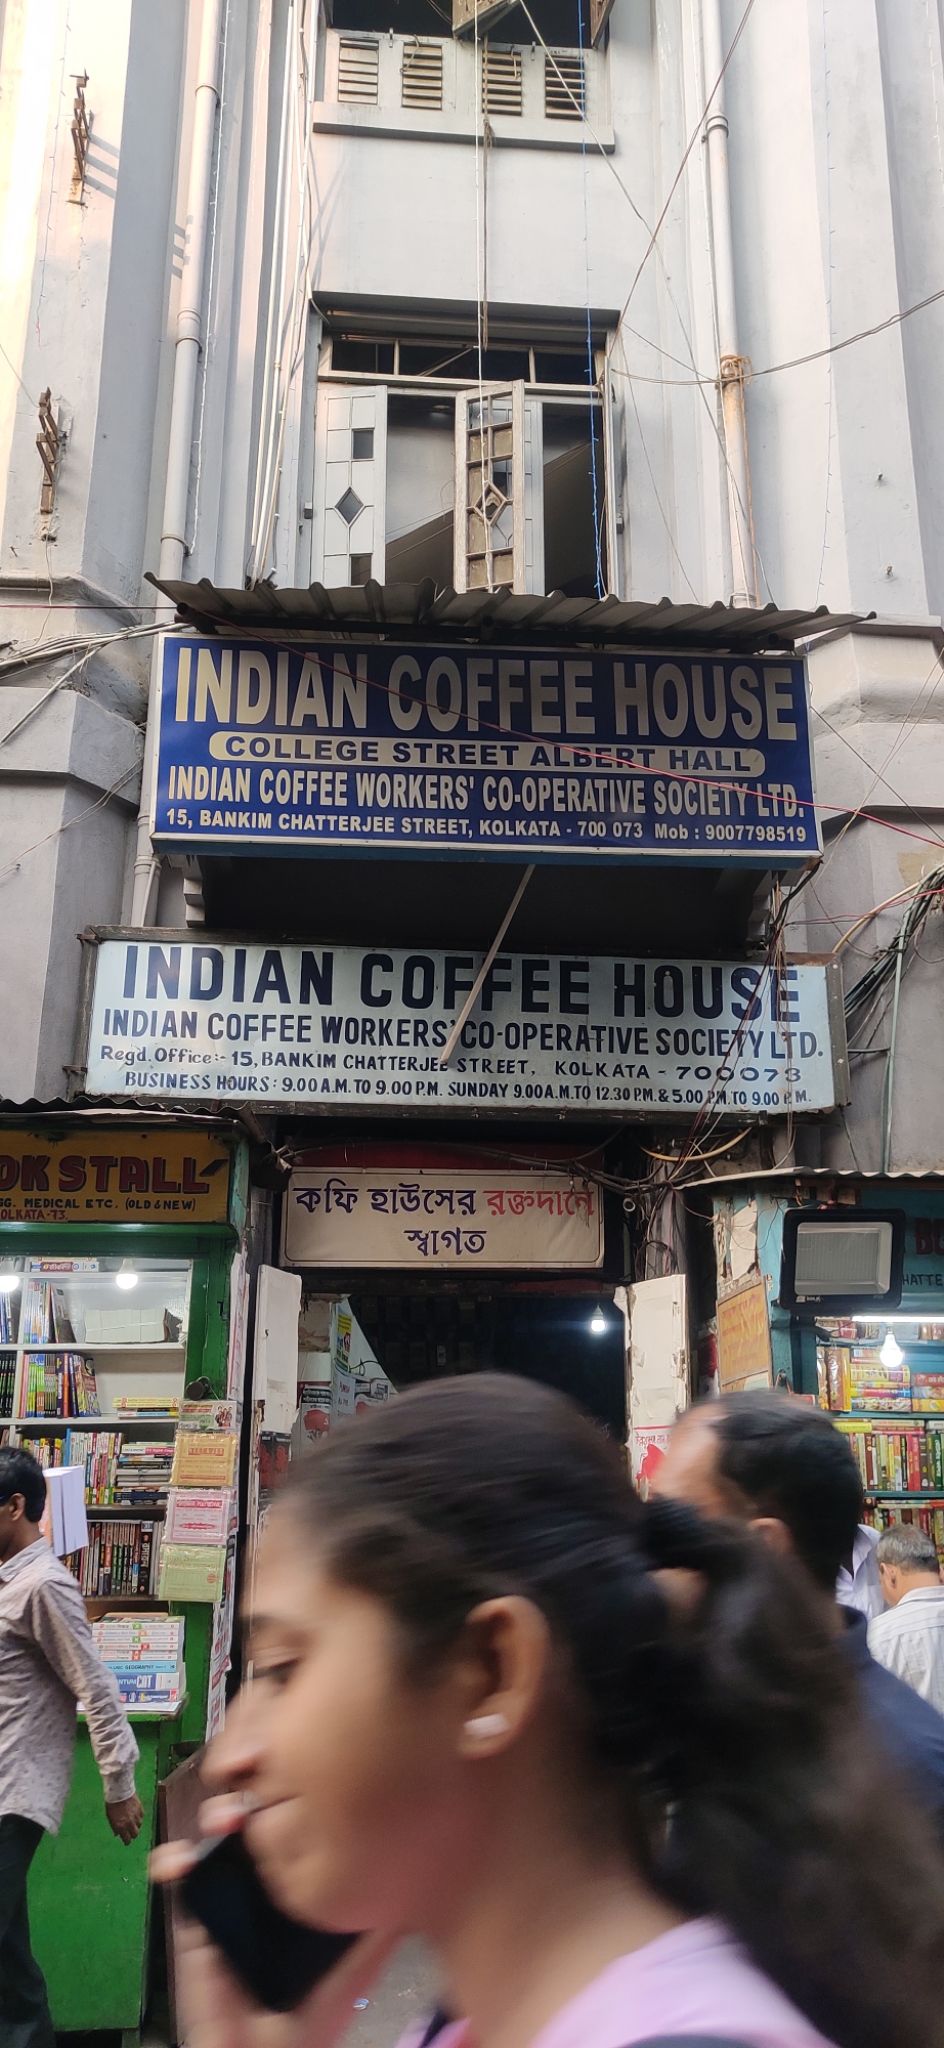 INDIAN COFFEE HOUSE
COLLEGE STREET ALBERT HALL
INDIAN COFFEE WORKERS' CO-OPERATIVE SOCIETY LTD.
15, BANKIM CHATTERJEE STREET, KOLKATA - 700 073 Mob : 9007798519
INDIAN COFFEE HOUSE
INDIAN COFFEE WORKERS' CO-OPERATIVE SOCIETY LTD.
Regd. Office:- 15, BANKIM CHATTERJEE STREET, KOLKATA - 700073
BUSINESS HOURS : 9.00 A.M. TO 9.00 P.M. SUNDAY 9.00 A.M. TO 12.30 P.M. & 5.00 P.M. TO 9.00 P.M.
STALL
MEDICAL ETC. (OLD & NEW)
KOLKATA-73.
কফি হাউসের রক্তদানে
স্বাগত
GEOGRAPHY